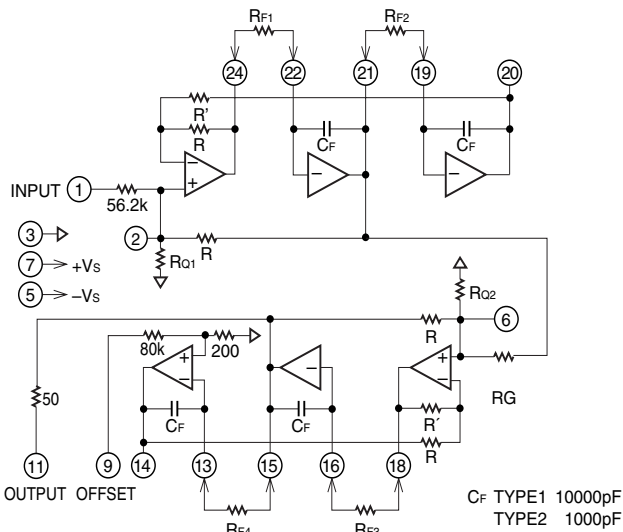 RF1 RF2
24 22 21 19 20
R'
R
CF CF
− + − −
INPUT 1
56.2k
3
2
R
RQ1
7 +VS
5 −VS
RQ2
6
R
80k 200
+ − − + −
50
RG
CF CF R´
R
11 9 14 13 15 16 18
OUTPUT OFFSET
RF4 RF3
CF TYPE1 10000pF
TYPE2 1000pF